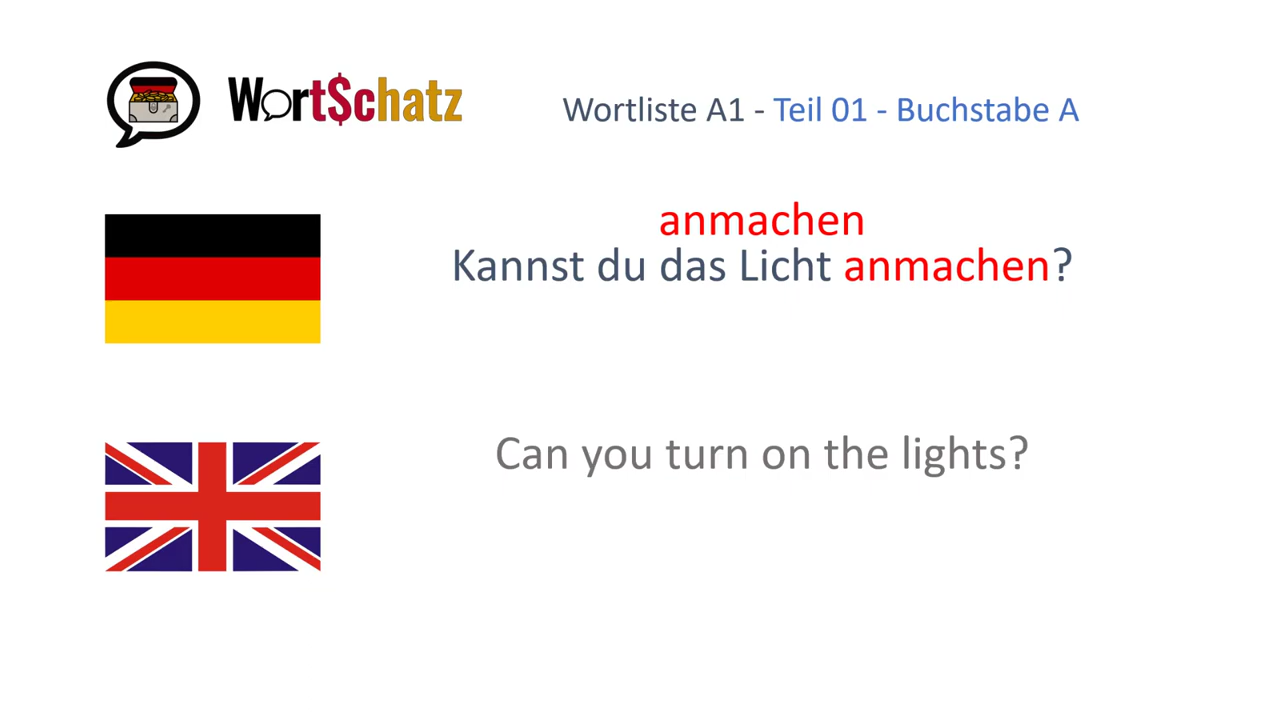 WortSchatz
Wortliste A1 - Teil 01 - Buchstabe A
anmachen
Kannst du das Licht anmachen?
Can you turn on the lights?